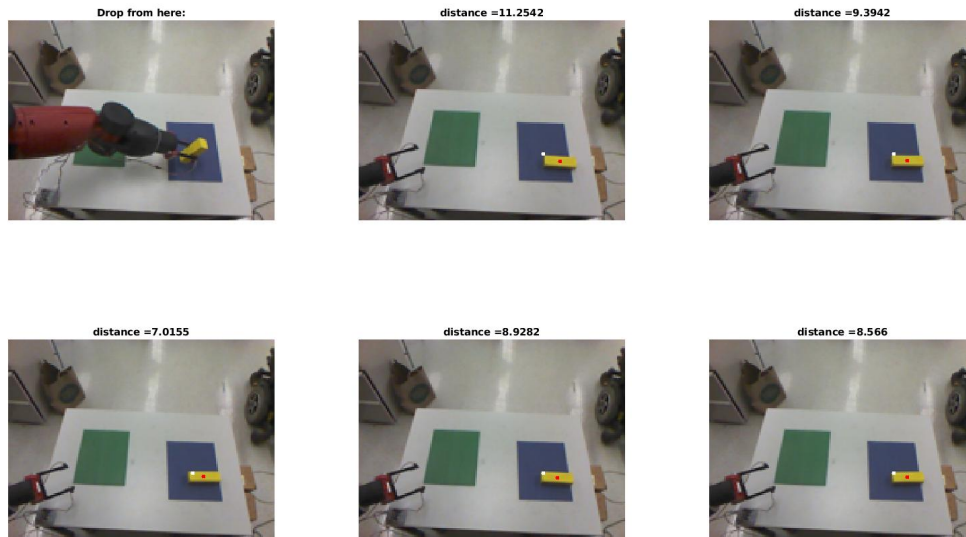 Drop from here:
distance =11.2542
distance =9.3942
distance =7.0155
distance =8.9282
distance =8.566